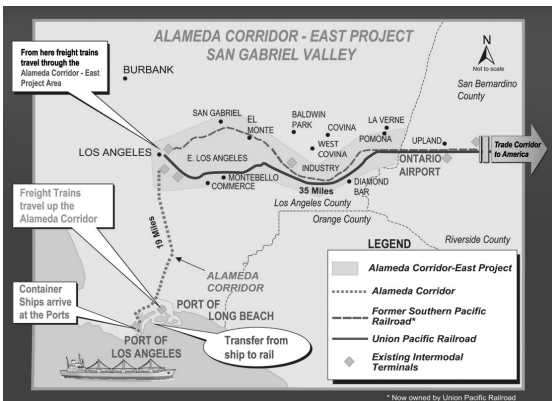 ALAMEDA CORRIDOR - EAST PROJECT
SAN GABRIEL VALLEY
From here freight trains
travel through the
Alameda Corridor - East
Project Area
BURBANK
N
Not to scale
San Bernardino
County
SAN GABRIEL
EL
MONTE
BALDWIN
PARK
COVINA
WEST
COVINA
LA VERNE
POMONA
UPLAND
Trade Corridor
to America
LOS ANGELES
E. LOS ANGELES
MONTEBELLO
COMMERCE
INDUSTRY
35 Miles
DIAMOND
BAR
ONTARIO
AIRPORT
Los Angeles County
Orange County
Riverside County
Freight Trains
travel up the
Alameda Corridor
19 Miles
ALAMEDA
CORRIDOR
Container
Ships arrive
at the Ports
PORT OF
LONG BEACH
PORT OF
LOS ANGELES
Transfer from
ship to rail
LEGEND
Alameda Corridor-East Project
Alameda Corridor
Former Southern Pacific
Railroad*
Union Pacific Railroad
Existing Intermodal
Terminals
* Now owned by Union Pacific Railroad